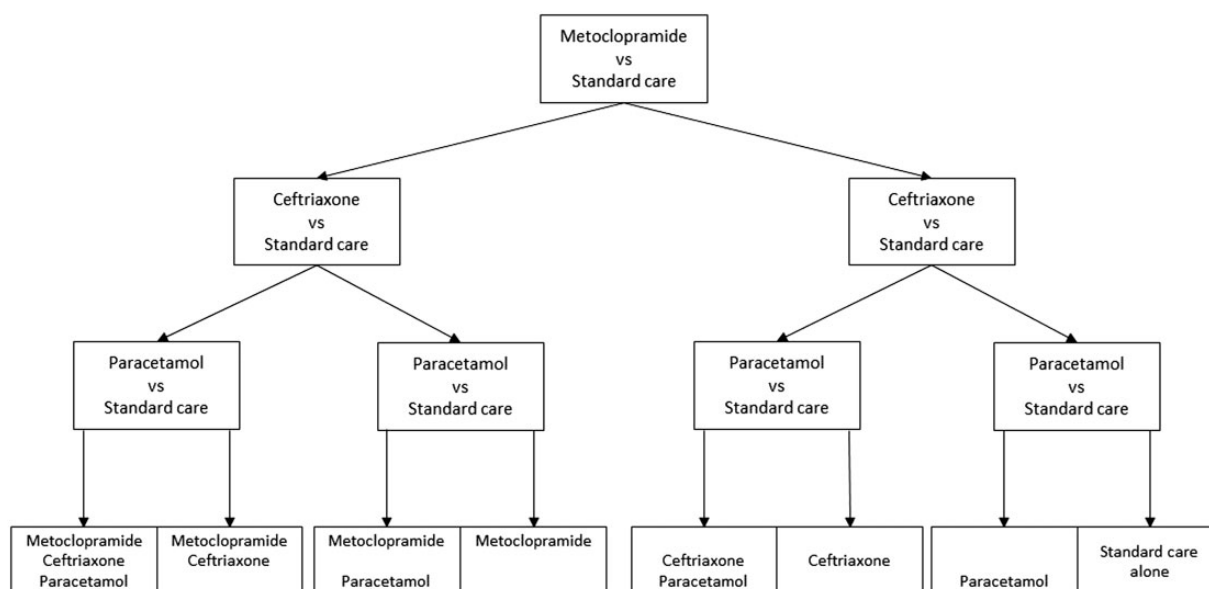 Metoclopramide
vs
Standard care
Ceftriaxone
vs
Standard care
Ceftriaxone
vs
Standard care
Paracetamol
vs
Standard care
Paracetamol
vs
Standard care
Paracetamol
vs
Standard care
Paracetamol
vs
Standard care
Metoclopramide
Ceftriaxone
Paracetamol
Metoclopramide
Ceftriaxone
Metoclopramide
Paracetamol
Metoclopramide
Ceftriaxone
Paracetamol
Ceftriaxone
Paracetamol
Standard care
alone